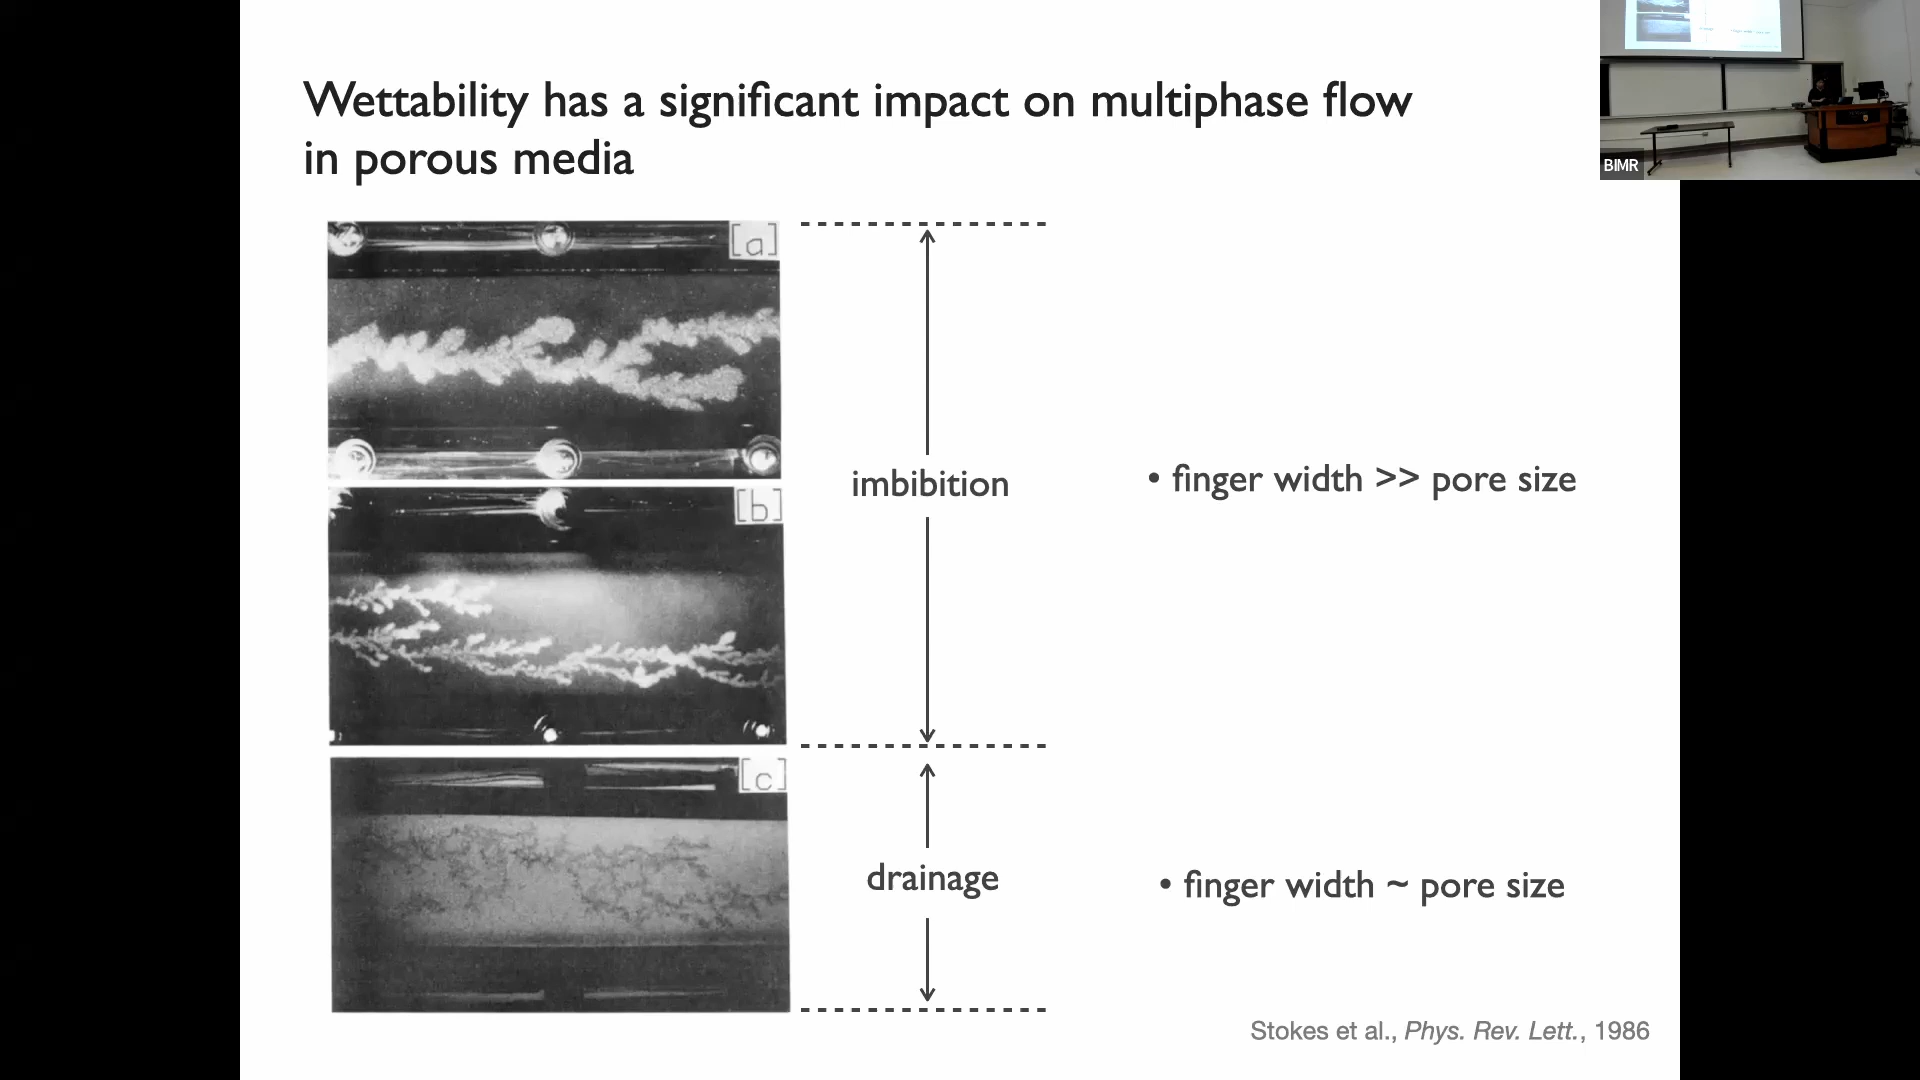 Wettability has a significant impact on multiphase flow
in porous media
BIMR
[a]
imbibition
• finger width >> pore size
[b]
[c]
drainage
• finger width ~ pore size
Stokes et al., Phys. Rev. Lett., 1986